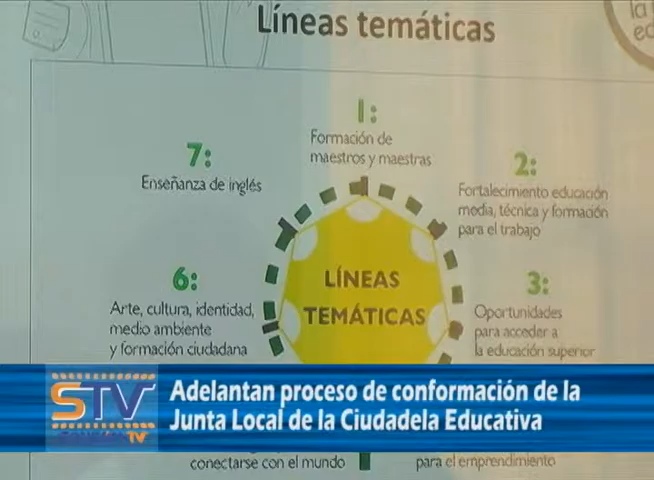 Líneas temáticas
la
ed
1:
Formación de
maestros y maestras
2:
Fortalecimiento educación
media, técnica y formación
para el trabajo
3:
Oportunidades
para acceder a
la educación superior
7:
Enseñanza de inglés
6:
Arte, cultura, identidad,
medio ambiente
y formación ciudadana
LÍNEAS
TEMÁTICAS
STV
TV
Adelantan proceso de conformación de la
Junta Local de la Ciudadela Educativa
conectarse con el mundo
para el emprendimiento